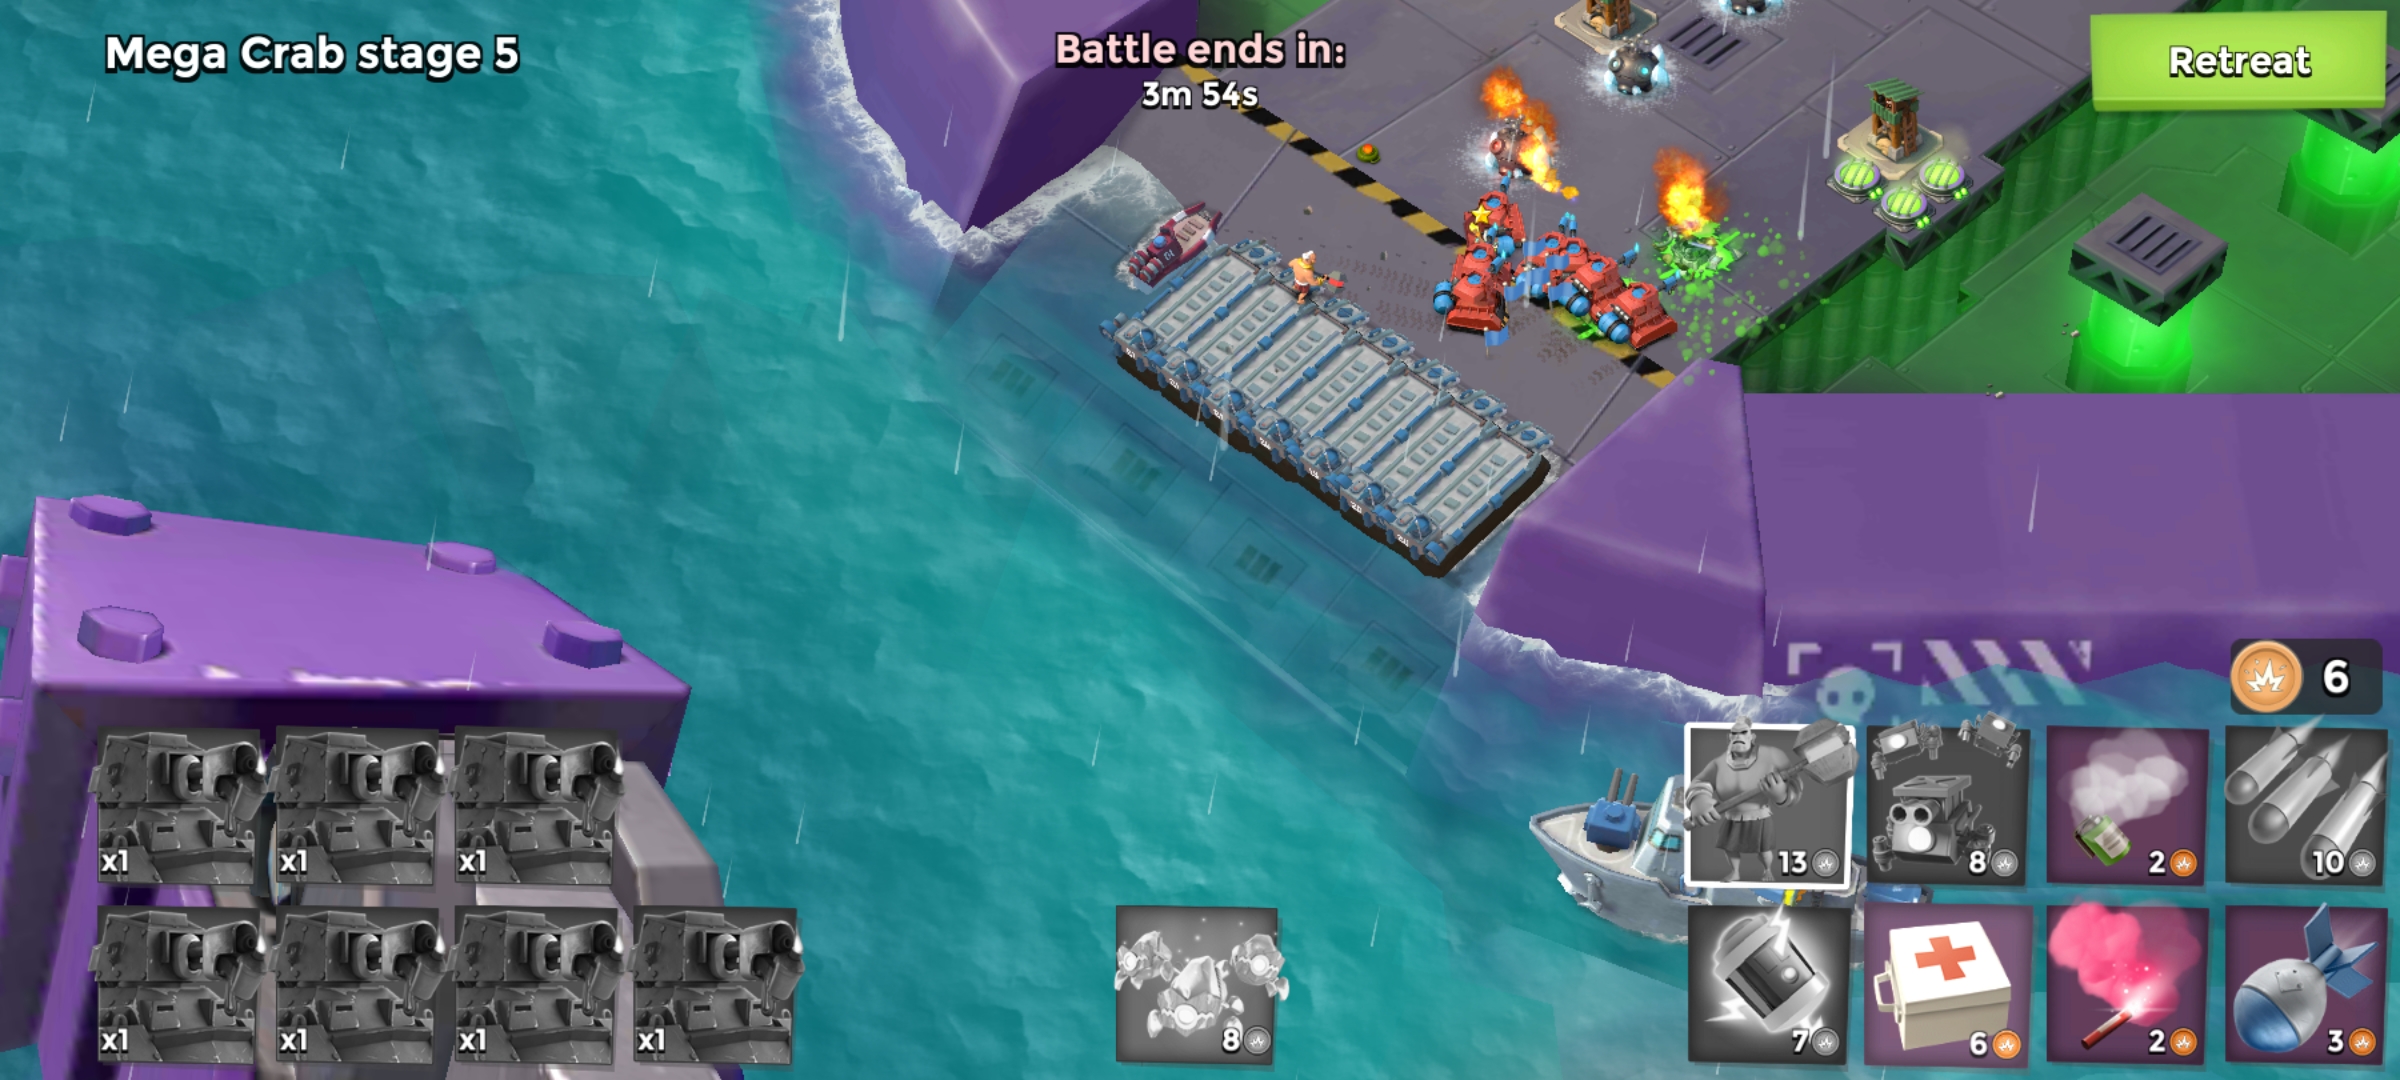 Mega Crab stage 5
Battle ends in:
3m 54s
Retreat
6
x1
x1
x1
13
8
2
10
x1
x1
x1
x1
8
7
6
2
3